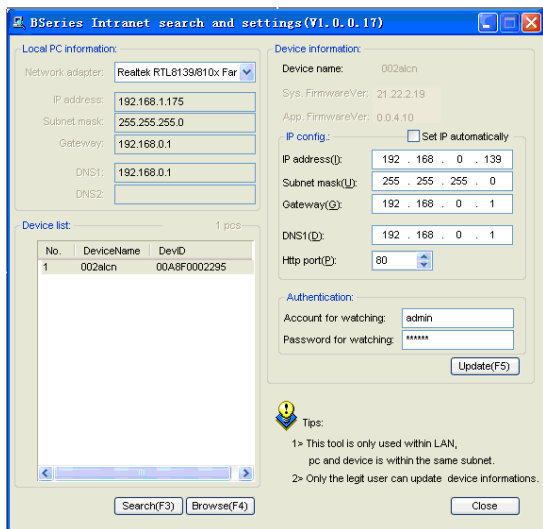 BSeries Intranet search and settings(V1.0.0.17)
Local PC information:
Network adapter: Realtek RTL8139/810x Far
IP address: 192.168.1.175
Subnet mask: 255.255.255.0
Gateway: 192.168.0.1
DNS1: 192.168.0.1
DNS2:
Device list: 1 pcs
No. DeviceName DevID
1 002alcn 00A8F0002295
Search(F3) Browse(F4)
Device information:
Device name: 002alcn
Sys. FirmwareVer: 21.22.2.19
App. FirmwareVer: 0.0.4.10
IP config.: Set IP automatically
IP address(I): 192 . 168 . 0 . 139
Subnet mask(U): 255 . 255 . 255 . 0
Gateway(G): 192 . 168 . 0 . 1
DNS1(D): 192 . 168 . 0 . 1
Http port(P): 80
Authentication:
Account for watching: admin
Password for watching: ******
Update(F5)
Tips:
1> This tool is only used within LAN,
pc and device is within the same subnet.
2> Only the legit user can update device informations.
Close